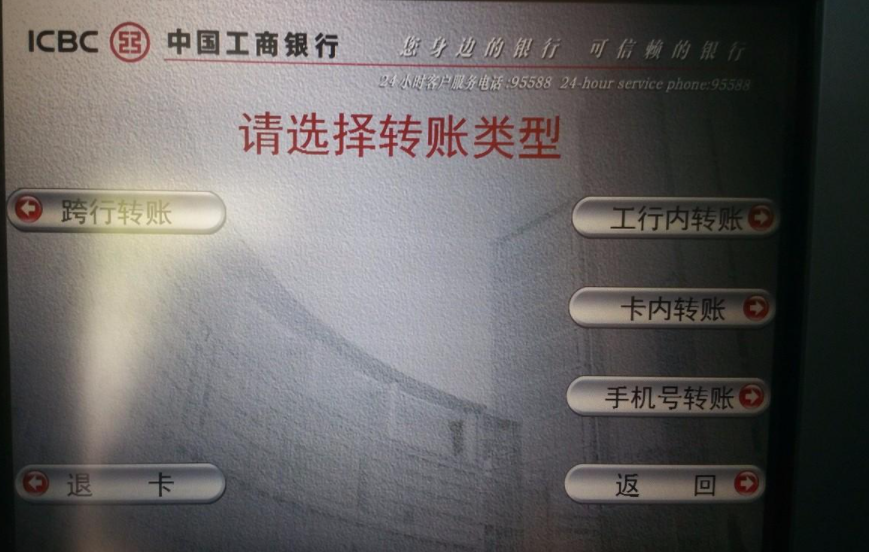 ICBC 中国工商银行 您身边的银行 可信赖的银行
24小时客户服务电话:95588 24-hour service phone:95588
请选择转账类型
跨行转账 工行内转账
卡内转账
手机号转账
退 卡 返 回